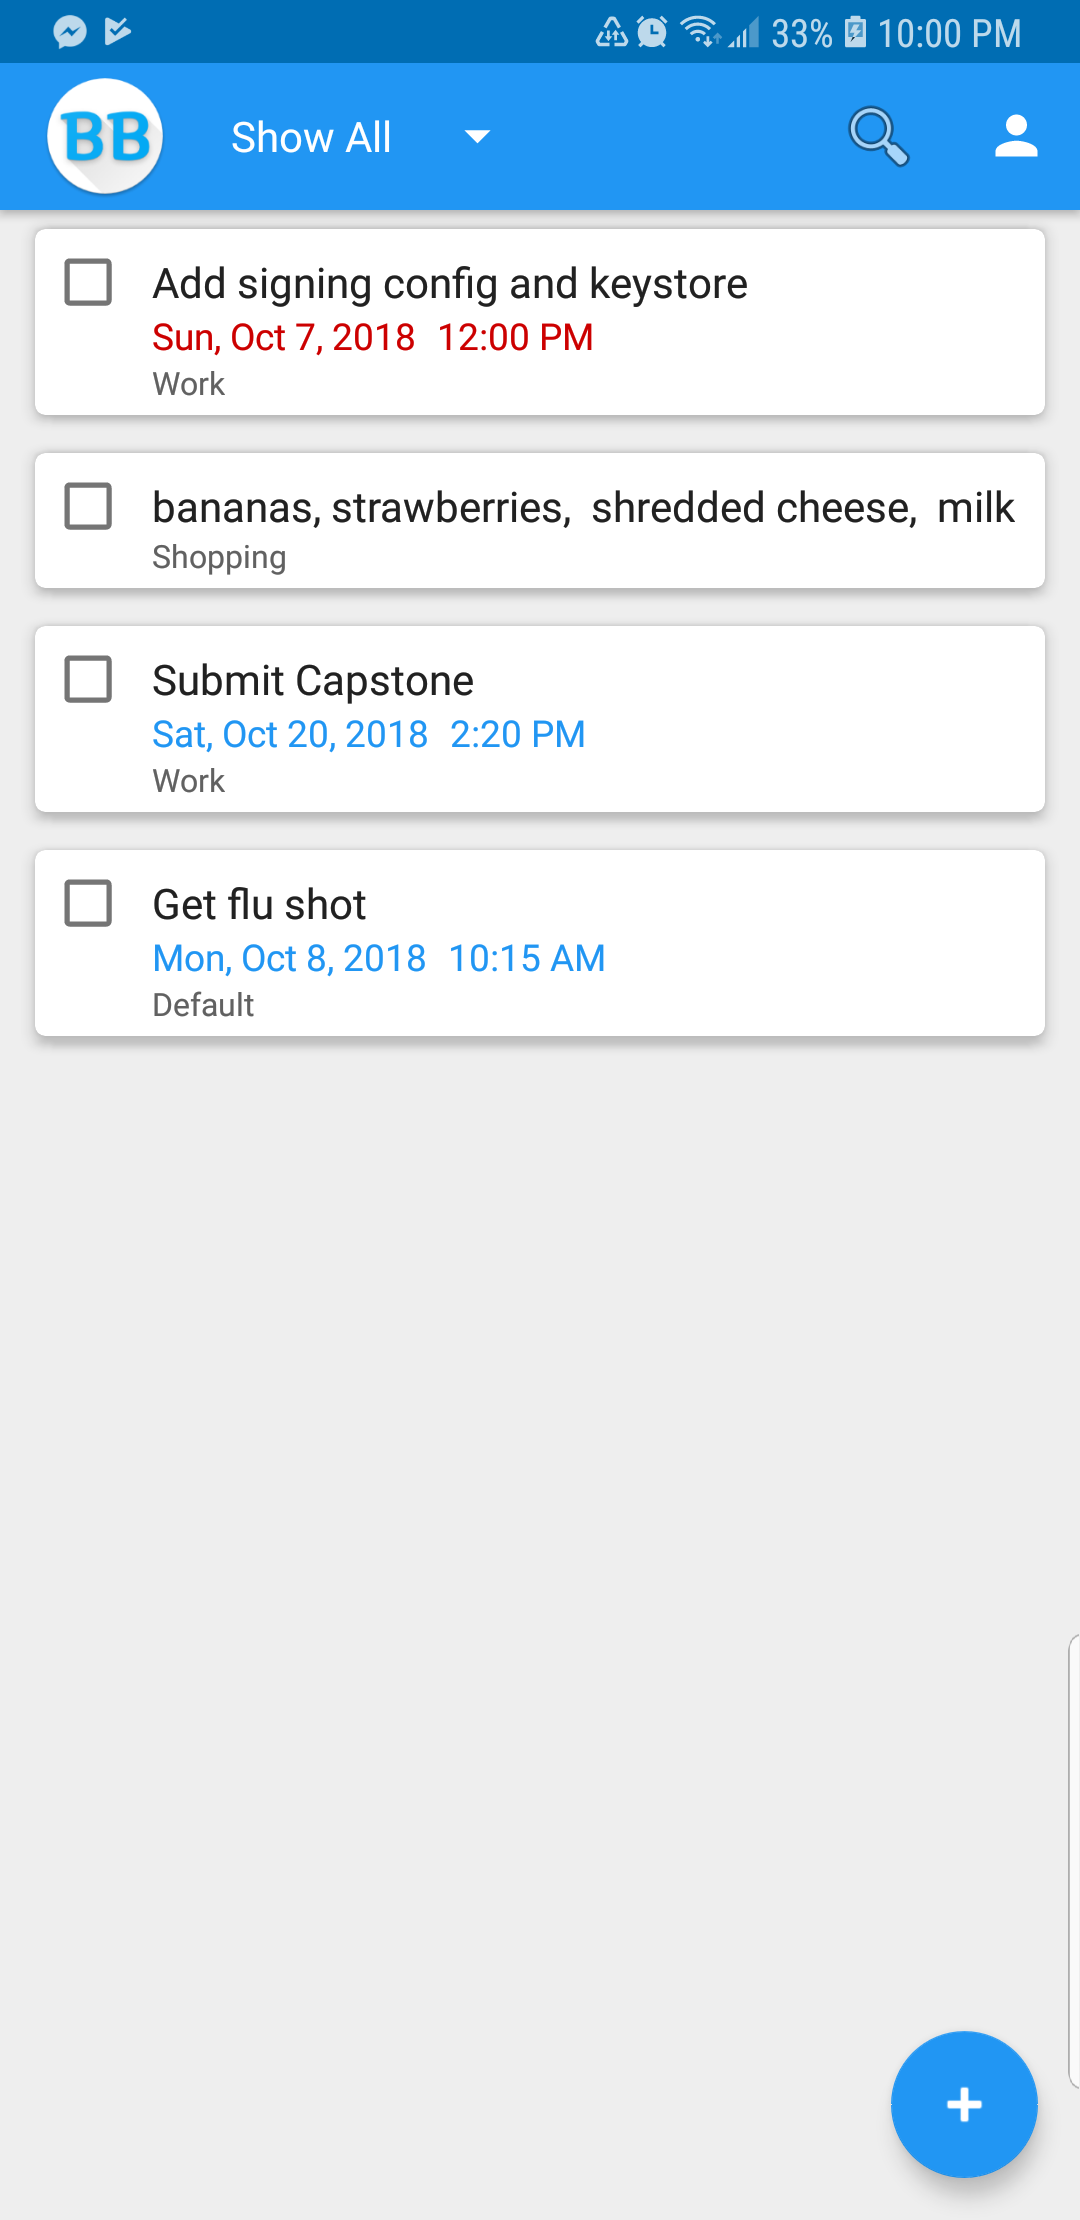 33% 10:00 PM
BB Show All
Add signing config and keystore
Sun, Oct 7, 2018 12:00 PM
Work
bananas, strawberries, shredded cheese, milk
Shopping
Submit Capstone
Sat, Oct 20, 2018 2:20 PM
Work
Get flu shot
Mon, Oct 8, 2018 10:15 AM
Default